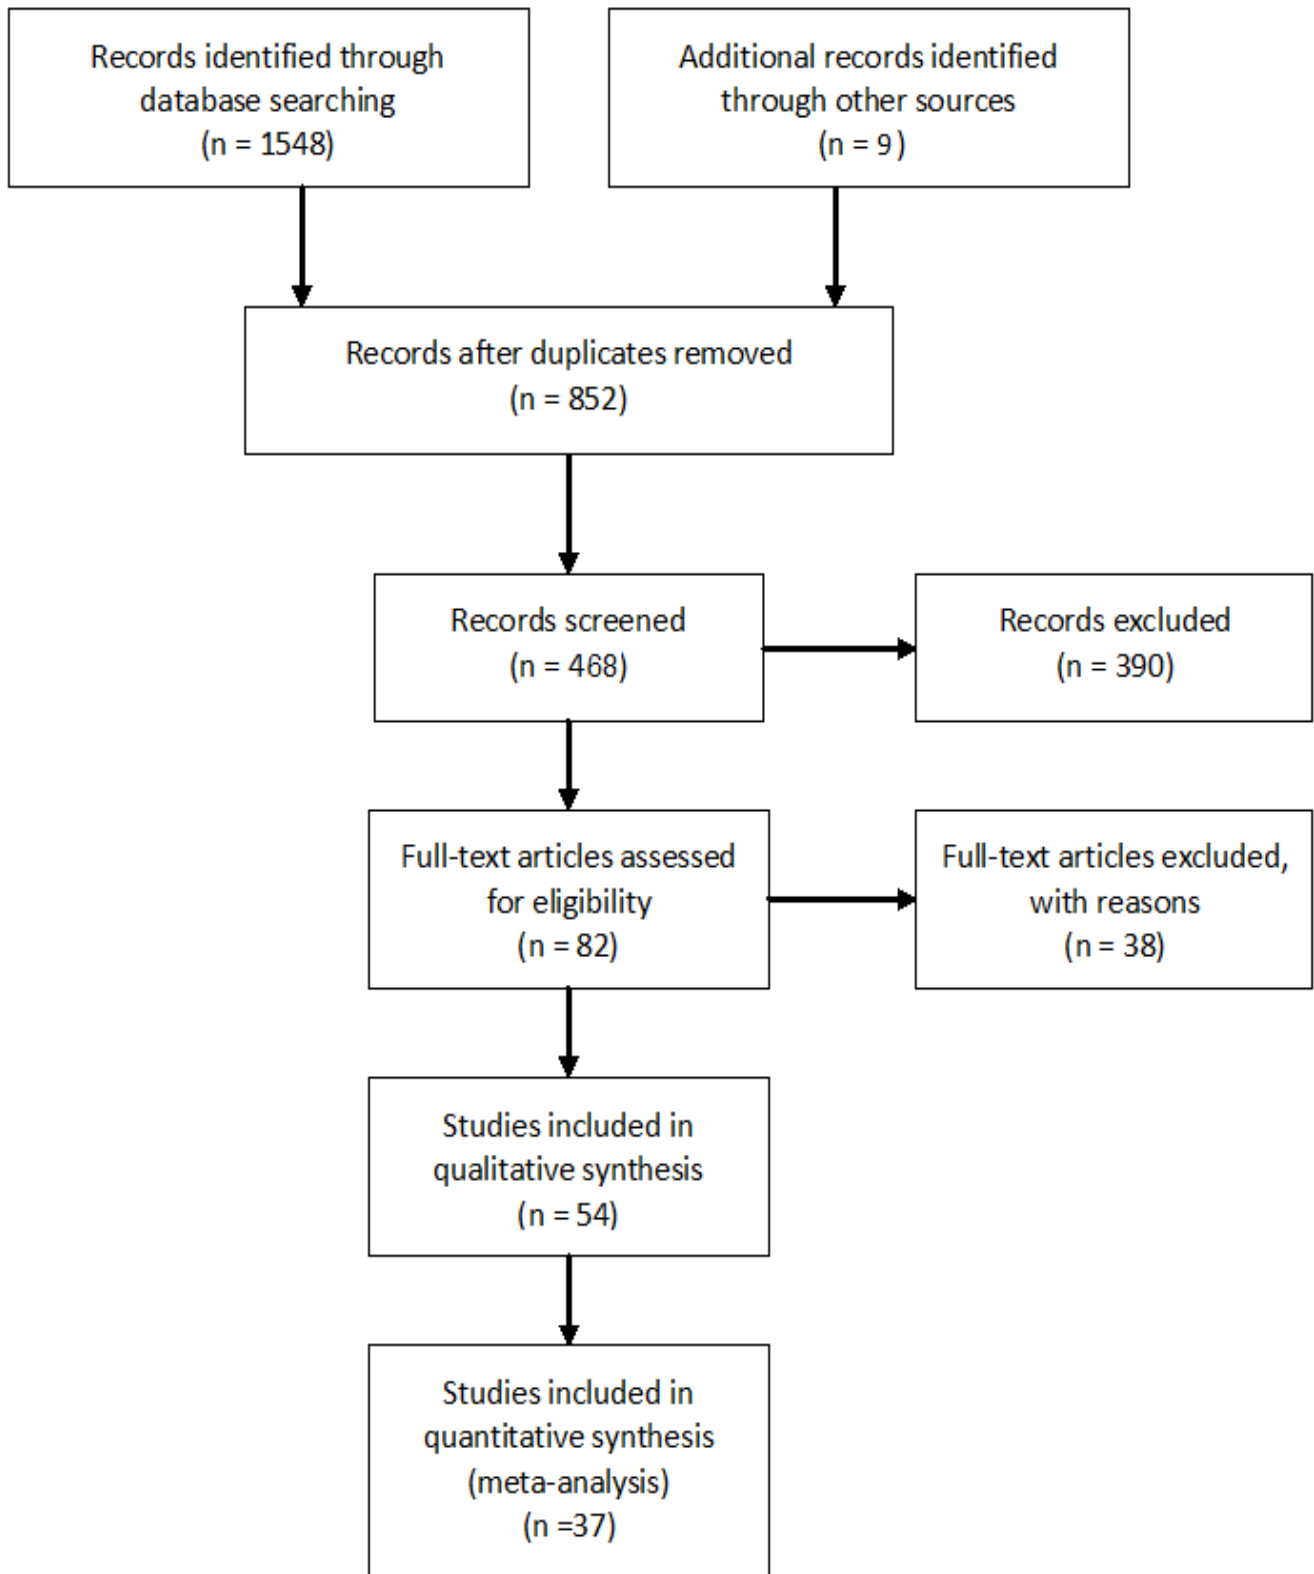 Records identified through
database searching
(n = 1548)
Additional records identified
through other sources
(n = 9 )
Records after duplicates removed
(n = 852)
Records screened
(n = 468)
Records excluded
(n = 390)
Full-text articles assessed
for eligibility
(n = 82)
Full-text articles excluded,
with reasons
(n = 38)
Studies included in
qualitative synthesis
(n = 54)
Studies included in
quantitative synthesis
(meta-analysis)
(n =37)